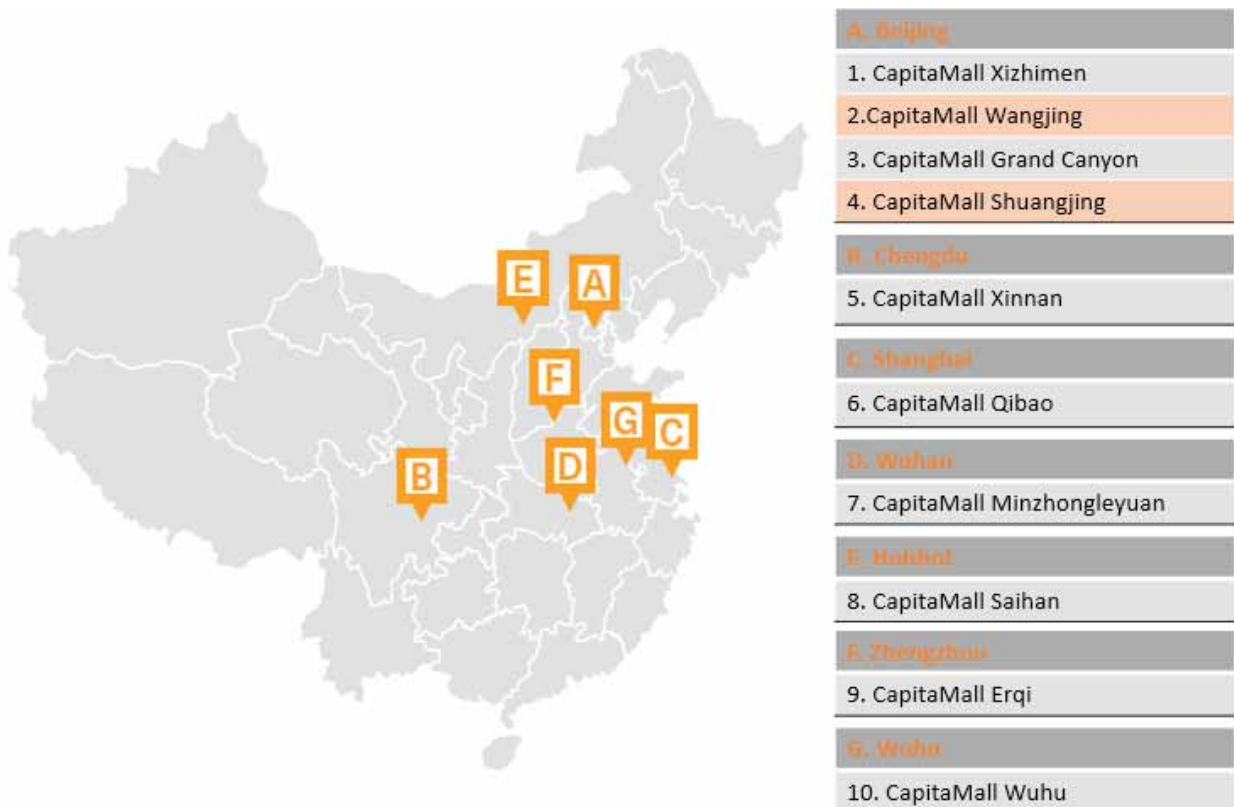 E
A
F
G
C
D
B
A. Beijing
1. CapitaMall Xizhimen
2.CapitaMall Wangjing
3. CapitaMall Grand Canyon
4. CapitaMall Shuangjing
B. Chengdu
5. CapitaMall Xinnan
C. Shanghai
6. CapitaMall Qibao
D. Wuhan
7. CapitaMall Minzhongleyuan
E. Hohhot
8. CapitaMall Saihan
F. Zhengzhou
9. CapitaMall Erqi
G. Wuhu
10. CapitaMall Wuhu